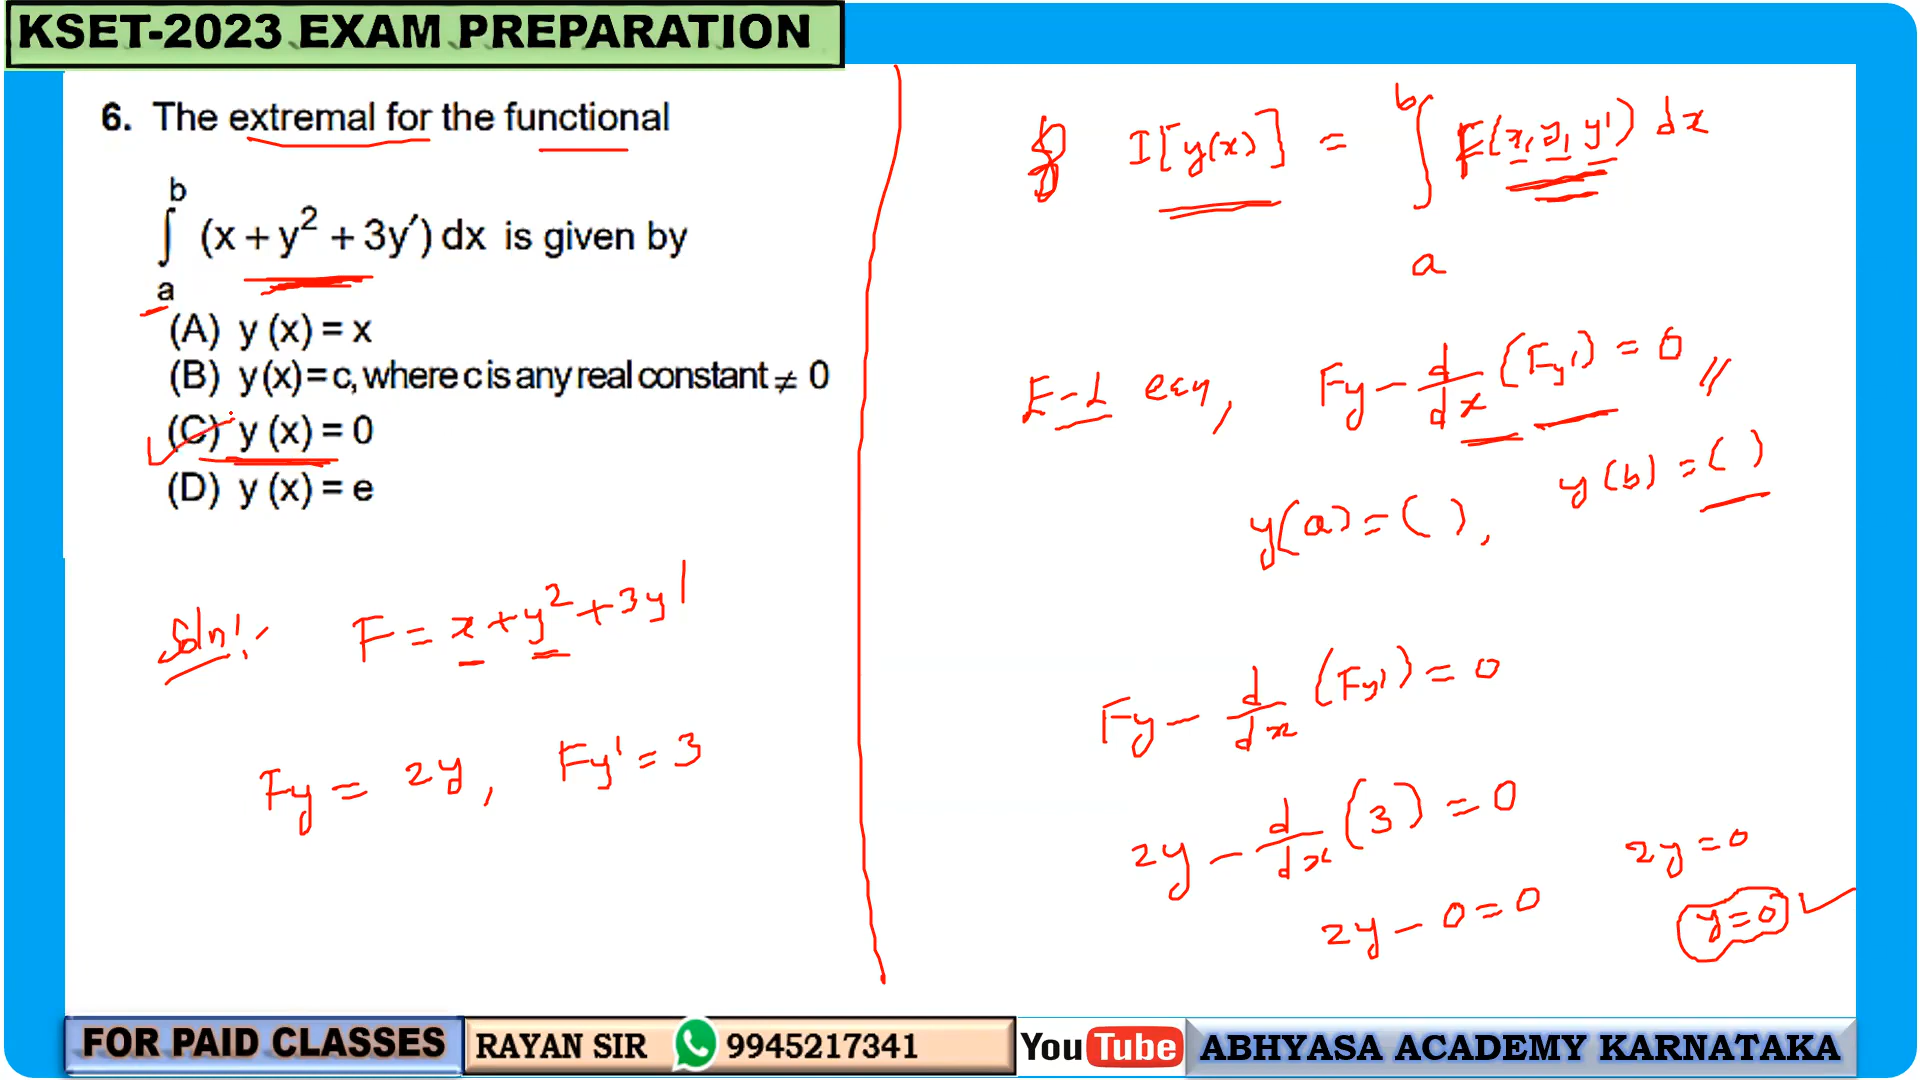 KSET-2023 EXAM PREPARATION
6. The extremal for the functional
b
∫ (x + y² + 3y′) dx is given by
a
(A) y (x) = x
(B) y(x) = c, where c is any real constant ≠ 0
(C) y (x) = 0
(D) y (x) = e
Soln:
F = x + y² + 3y'
Fy = 2y, Fy' = 3
I[y(x)] = ∫ F(x, y, y') dx
b
a
E-L eqn, Fy - d/dx (Fy') = 0 //
y(a) = ( ), y(b) = ( )
Fy - d/dx (Fy') = 0
2y - d/dx (3) = 0
2y - 0 = 0
2y = 0
y = 0
FOR PAID CLASSES
RAYAN SIR 9945217341
YouTube ABHYASA ACADEMY KARNATAKA